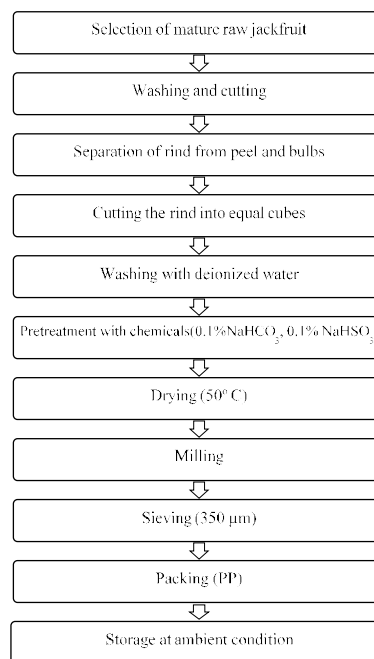 Selection of mature raw jackfruit
Washing and cutting
Separation of rind from peel and bulbs
Cutting the rind into equal cubes
Washing with deionized water
Pretreatment with chemicals(0.1%NaHCO3, 0.1% NaHSO3
Drying (50° C)
Milling
Sieving (350 µm)
Packing (PP)
Storage at ambient condition